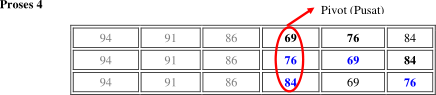 Proses 4
Pivot (Pusat)
94 91 86 69 76 84
94 91 86 76 69 84
94 91 86 84 69 76